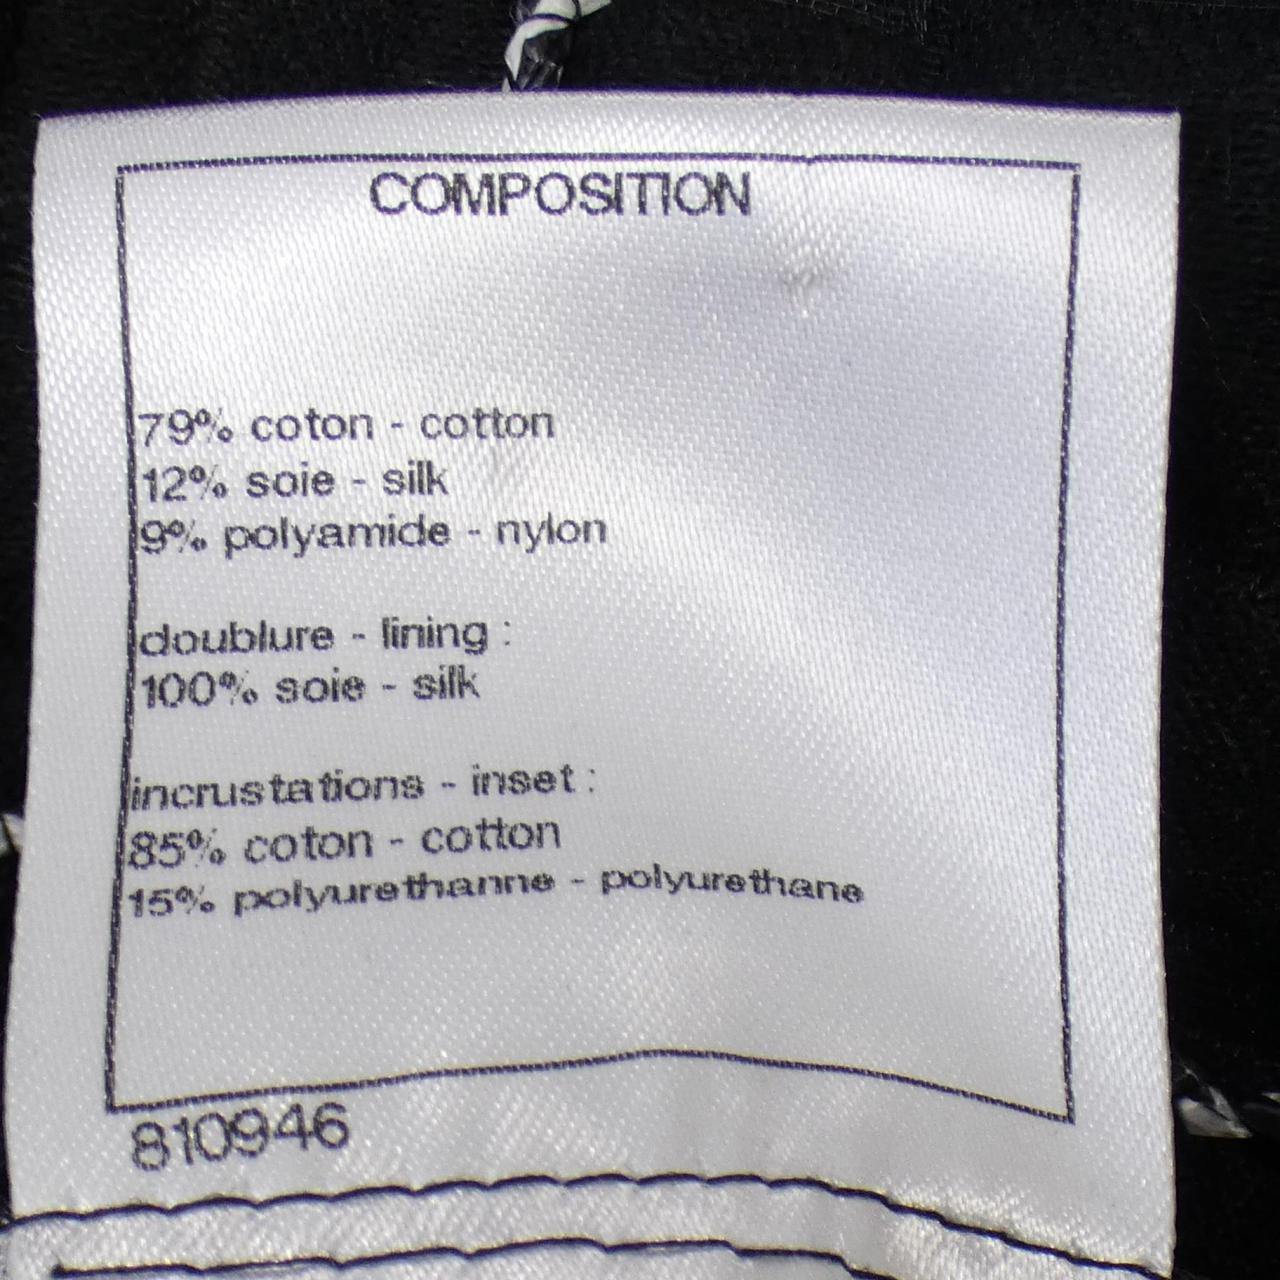 COMPOSITION
79% coton - cotton
12% soie - silk
9% polyamide - nylon
doublure - lining :
100% soie - silk
incrustations - inset :
85% coton - cotton
15% polyurethanne - polyurethane
810946